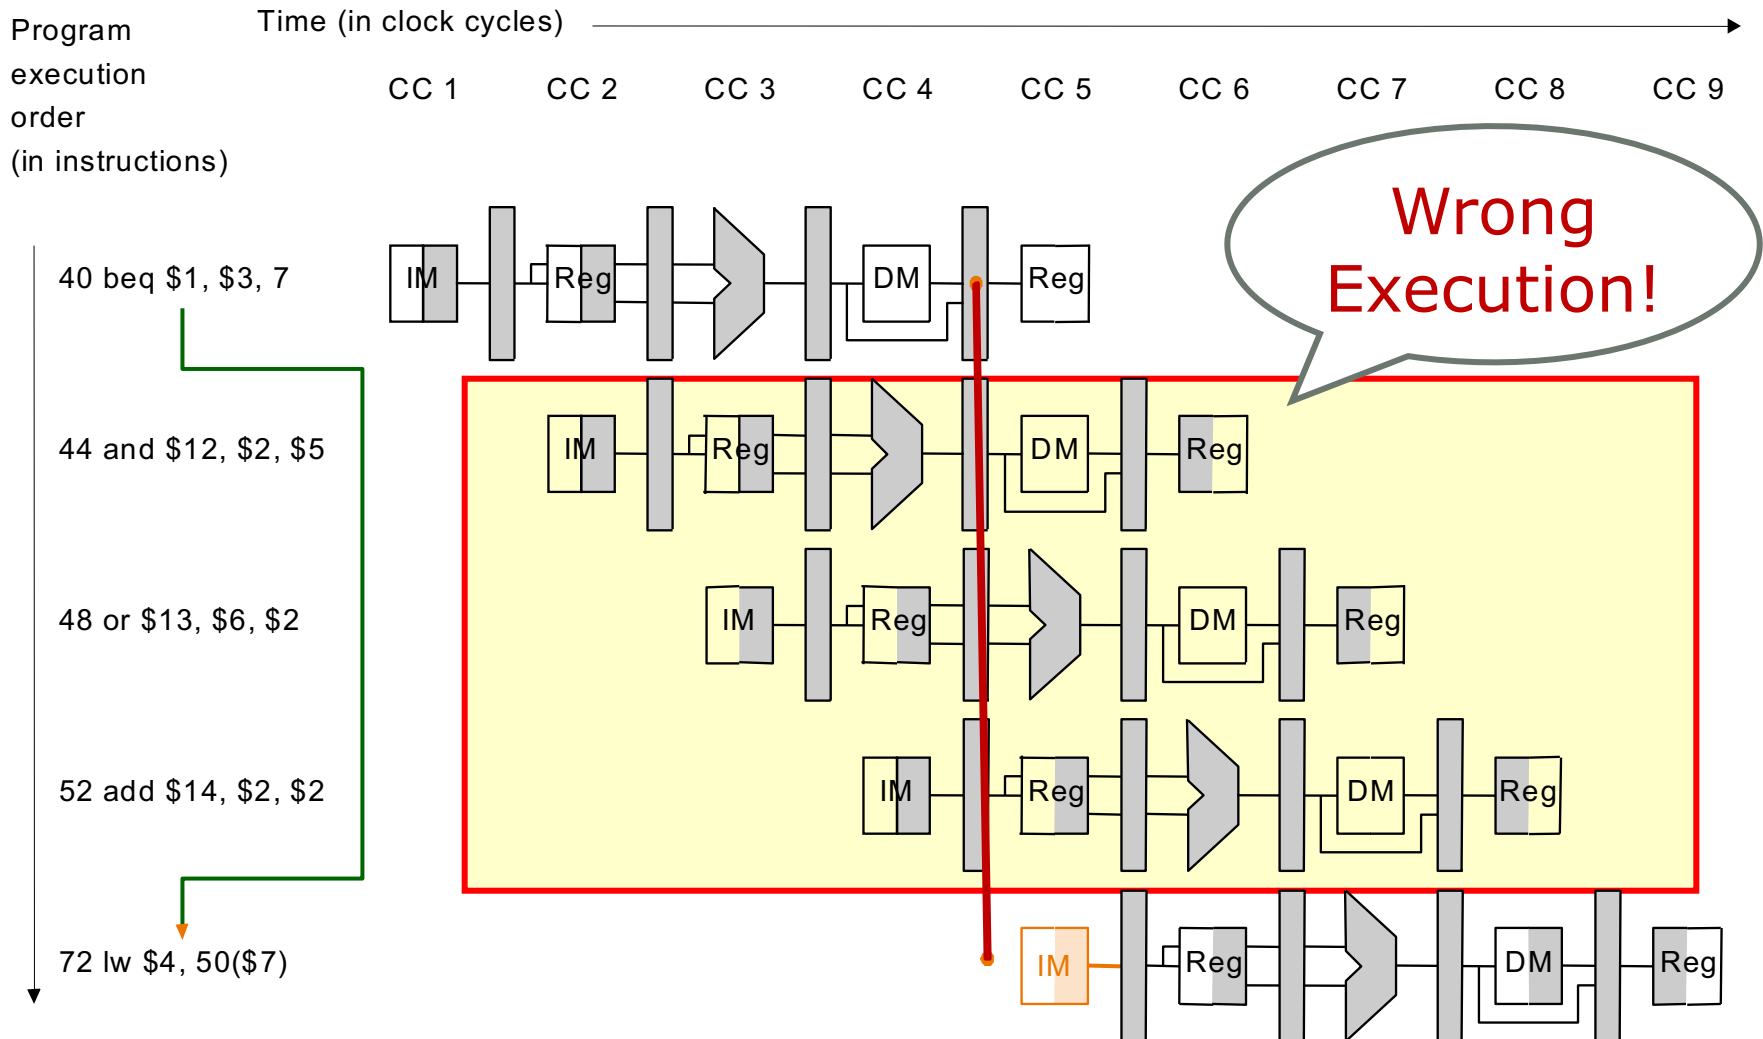 Program
execution
order
(in instructions)
Time (in clock cycles)
CC 1 CC 2 CC 3 CC 4 CC 5 CC 6 CC 7 CC 8 CC 9
Wrong
Execution!
40 beq $1, $3, 7
IM Reg DM Reg
44 and $12, $2, $5
IM Reg DM Reg
48 or $13, $6, $2
IM Reg DM Reg
52 add $14, $2, $2
IM Reg DM Reg
72 lw $4, 50($7)
IM Reg DM Reg